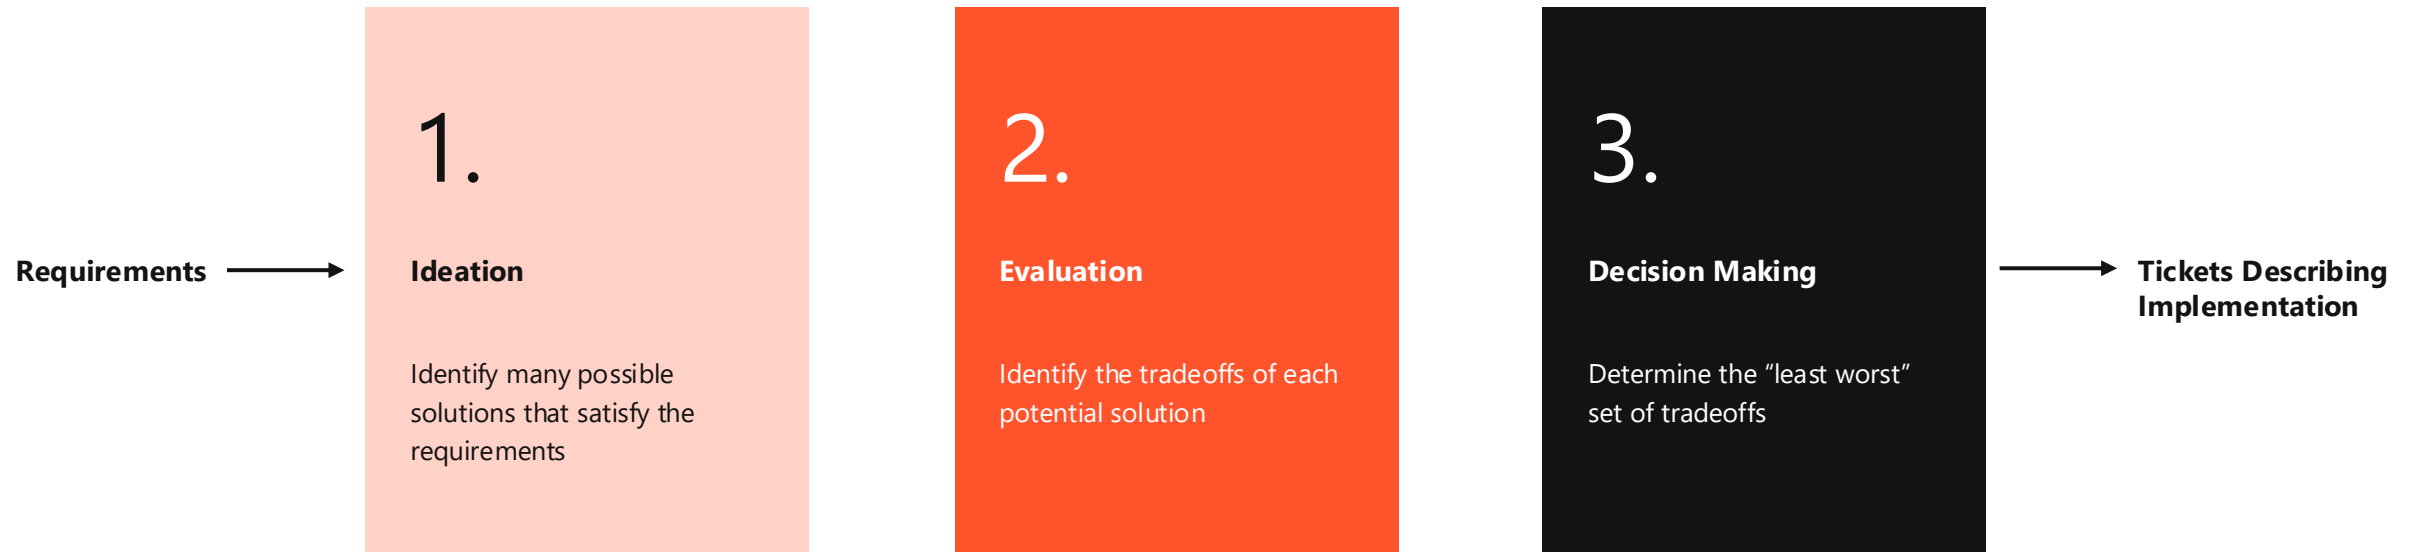 Requirements
1.
Ideation
Identify many possible
solutions that satisfy the
requirements
2.
Evaluation
Identify the tradeoffs of each
potential solution
3.
Decision Making
Determine the “least worst”
set of tradeoffs
Tickets Describing
Implementation